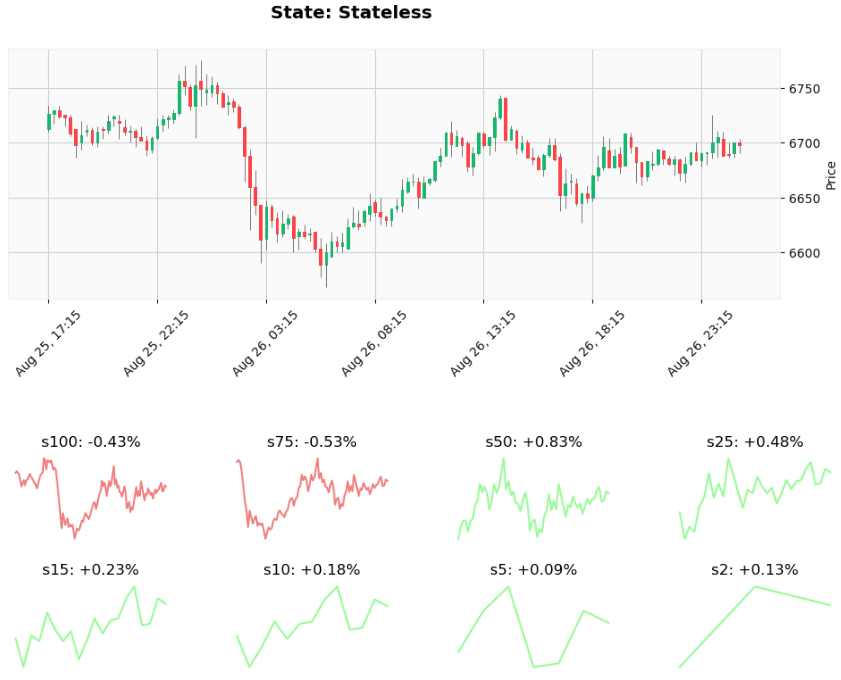 State: Stateless
6750
6700
6650
6600
Price
Aug 25, 17:15
Aug 25, 22:15
Aug 26, 03:15
Aug 26, 08:15
Aug 26, 13:15
Aug 26, 18:15
Aug 26, 23:15
s100: -0.43%
s75: -0.53%
s50: +0.83%
s25: +0.48%
s15: +0.23%
s10: +0.18%
s5: +0.09%
s2: +0.13%